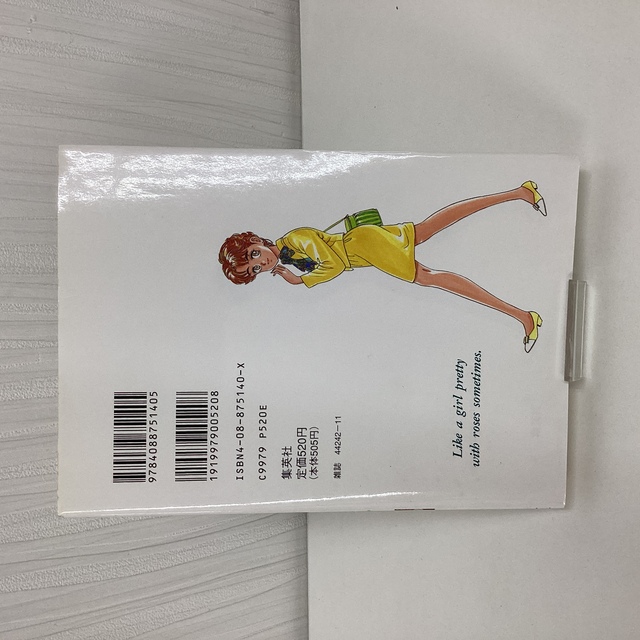 9784088751405
1919979005208
ISBN4-08-875140-X
C9979 P520E
集英社
定価520円
(本体505円)
雑誌 44242-11
Like a girl pretty
with roses sometimes.